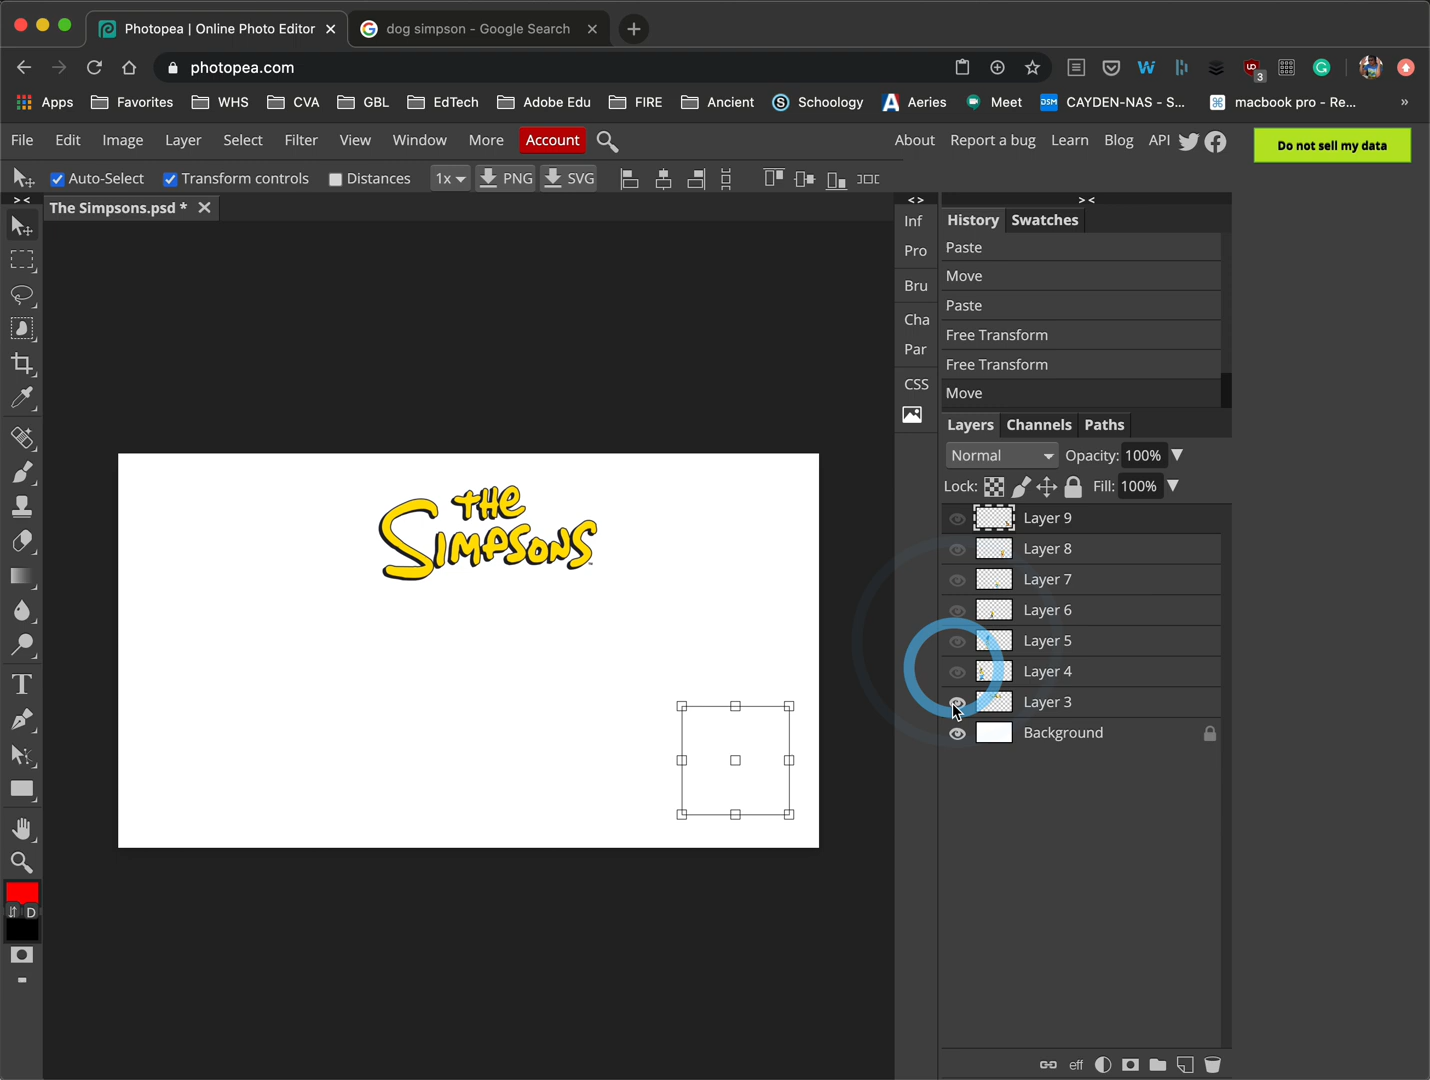 Photopea | Online Photo Editor
dog simpson - Google Search
photopea.com
3
Apps
Favorites
WHS
CVA
GBL
EdTech
Adobe Edu
FIRE
Ancient
Schoology
Aeries
Meet
DSM
CAYDEN-NAS - S...
macbook pro - Re...
»
File
Edit
Image
Layer
Select
Filter
View
Window
More
Account
About
Report a bug
Learn
Blog
API
Do not sell my data
Auto-Select
Transform controls
Distances
1x
PNG
SVG
> <
The Simpsons.psd *
< >
> <
Inf
Pro
Bru
Cha
Par
CSS
History
Swatches
Paste
Move
Paste
Free Transform
Free Transform
Move
Layers
Channels
Paths
Normal
Opacity: 100%
Lock:
Fill: 100%
Layer 9
Layer 8
Layer 7
Layer 6
Layer 5
Layer 4
Layer 3
Background
THE
SIMPSONS
TM
T
D
eff